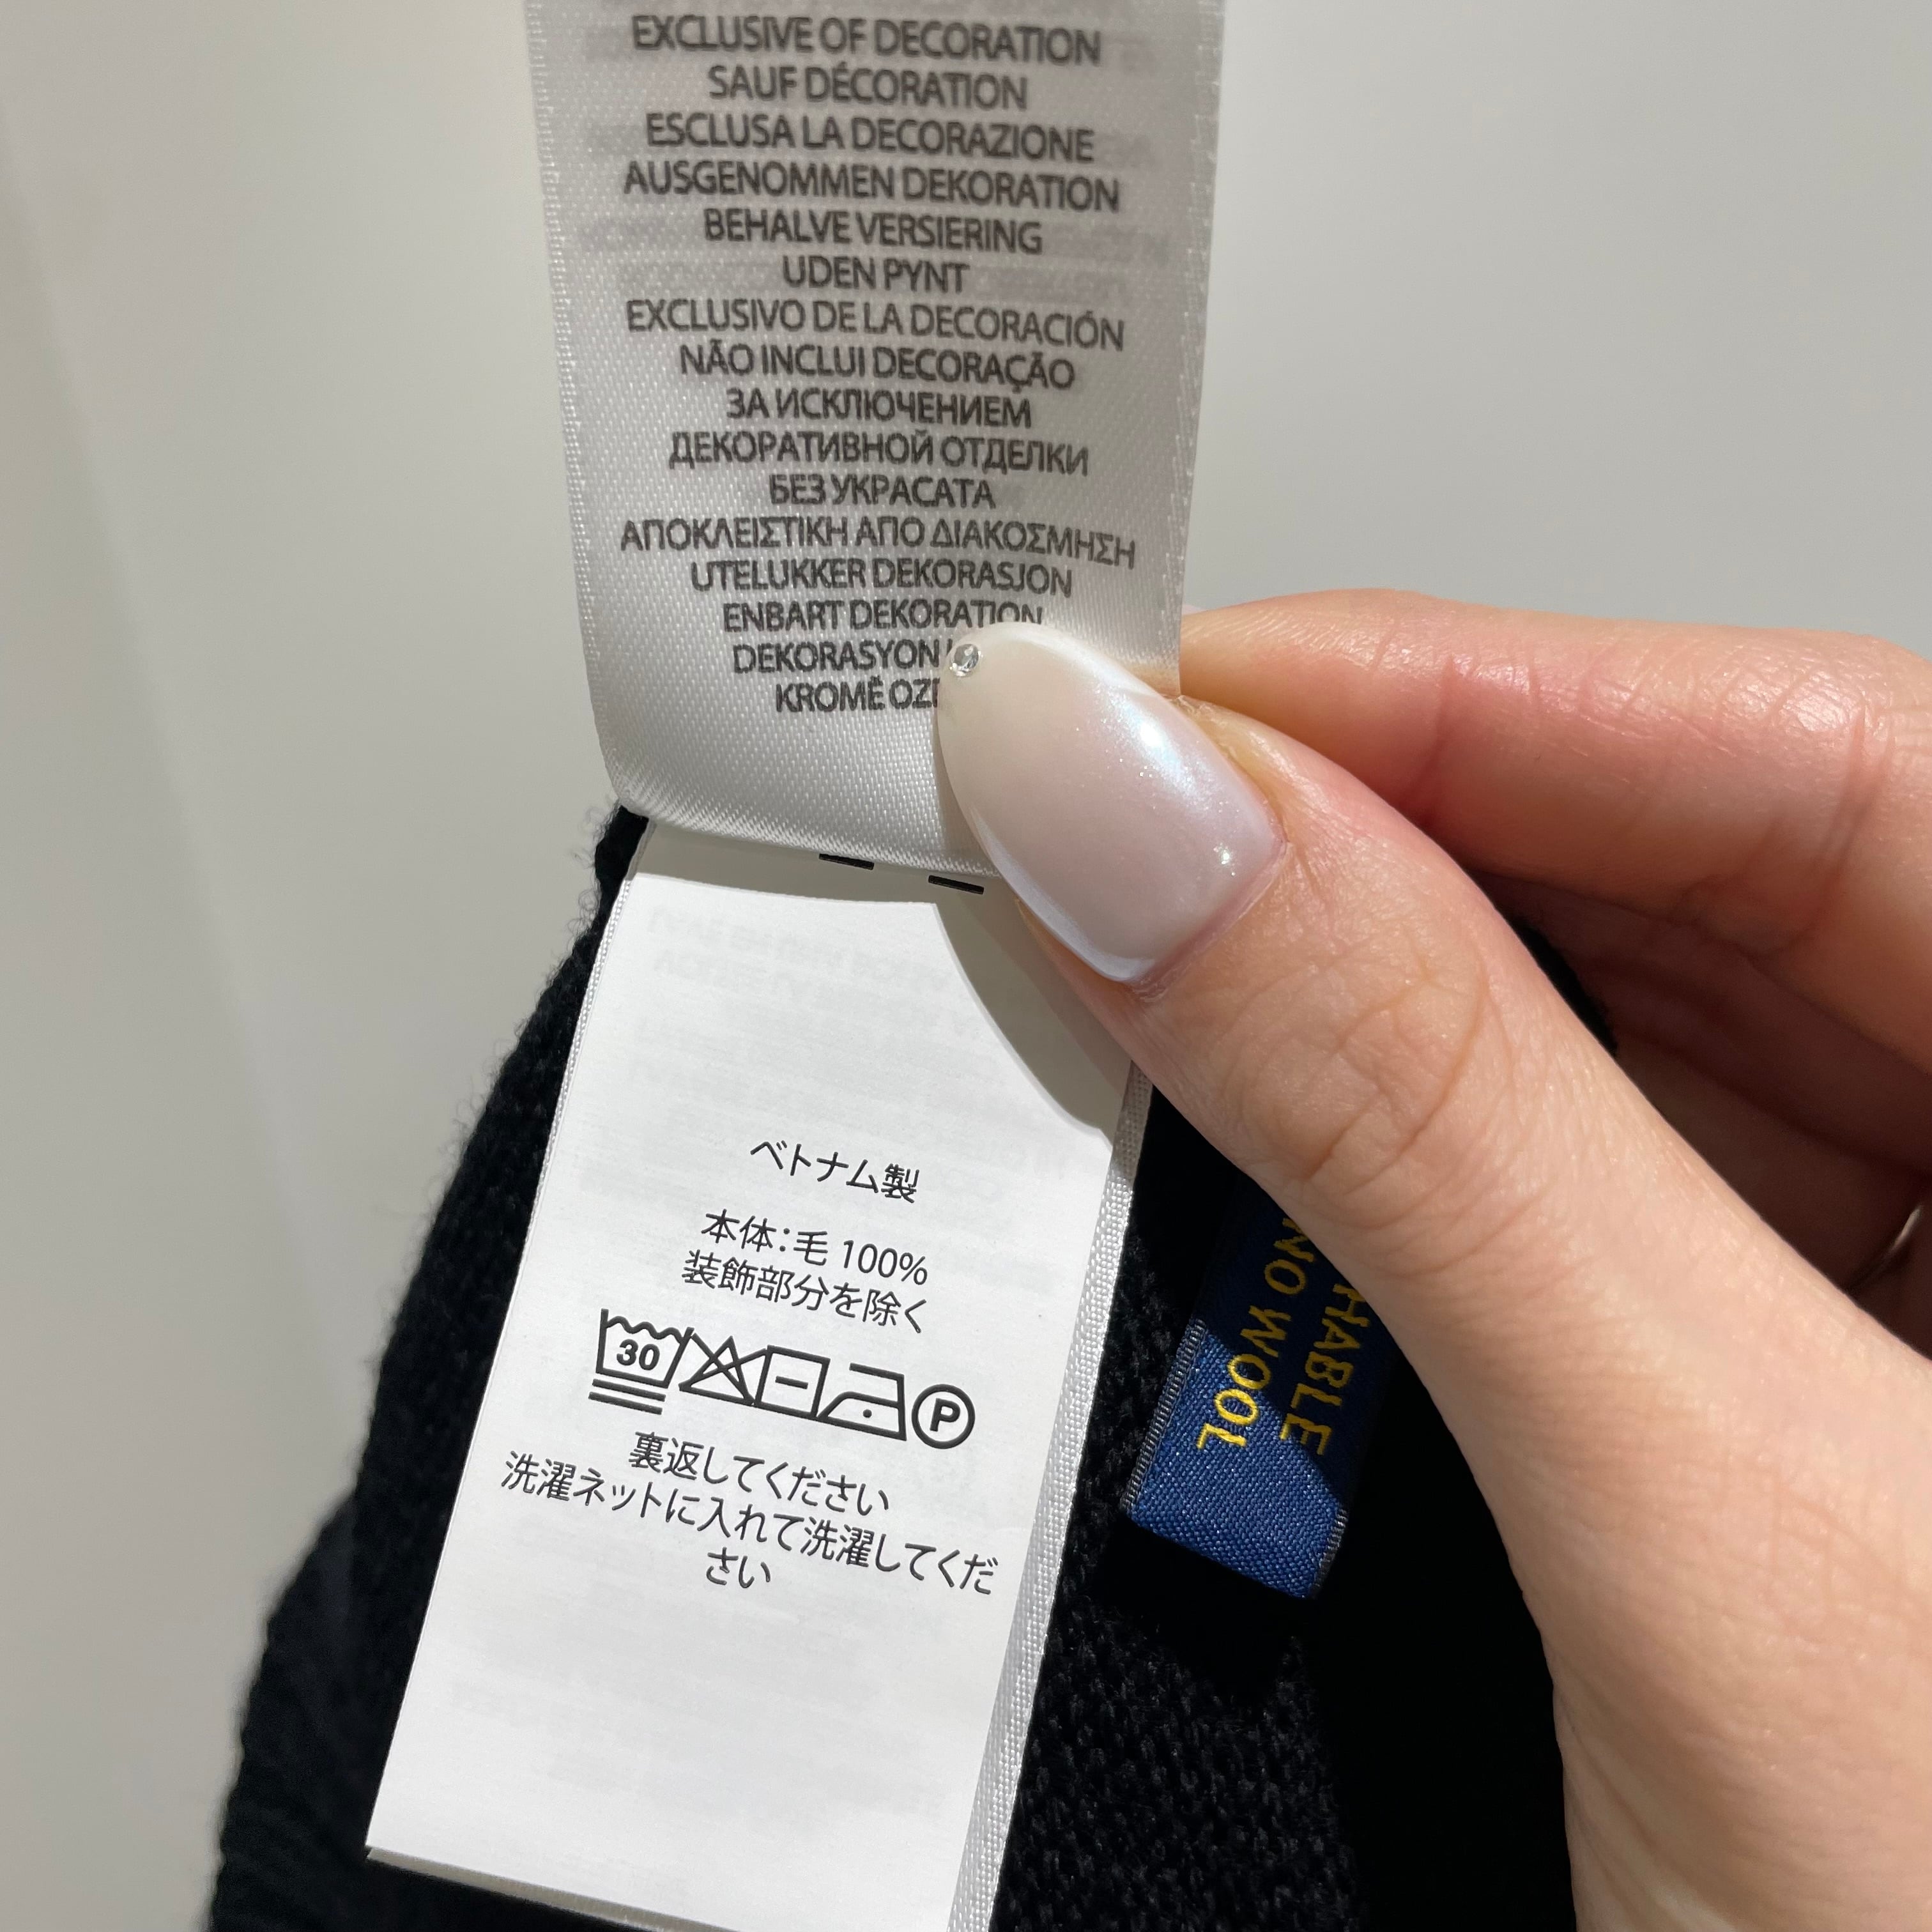 EXCLUSIVE OF DECORATION
SAUF DÉCORATION
ESCLUSA LA DECORAZIONE
AUSGENOMMEN DEKORATION
BEHALVE VERSIERING
UDEN PYNT
EXCLUSIVO DE LA DECORACIÓN
NÃO INCLUI DECORAÇÃO
ЗА ИСКЛЮЧЕНИЕМ
ДЕКОРАТИВНОЙ ОТДЕЛКИ
БЕЗ УКРАСАТА
ΑΠΟΚΛΕΙΣΤΙΚΗ ΑΠΟ ΔΙΑΚΟΣΜΗΣΗ
UTELUKKER DEKORASJON
ENBART DEKORATION
DEKORASYON
KROMĒ
ベトナム製
本体：毛 100%
装飾部分を除く
30
P
裏返してください
洗濯ネットに入れて洗濯してくだ
さい
WOOL